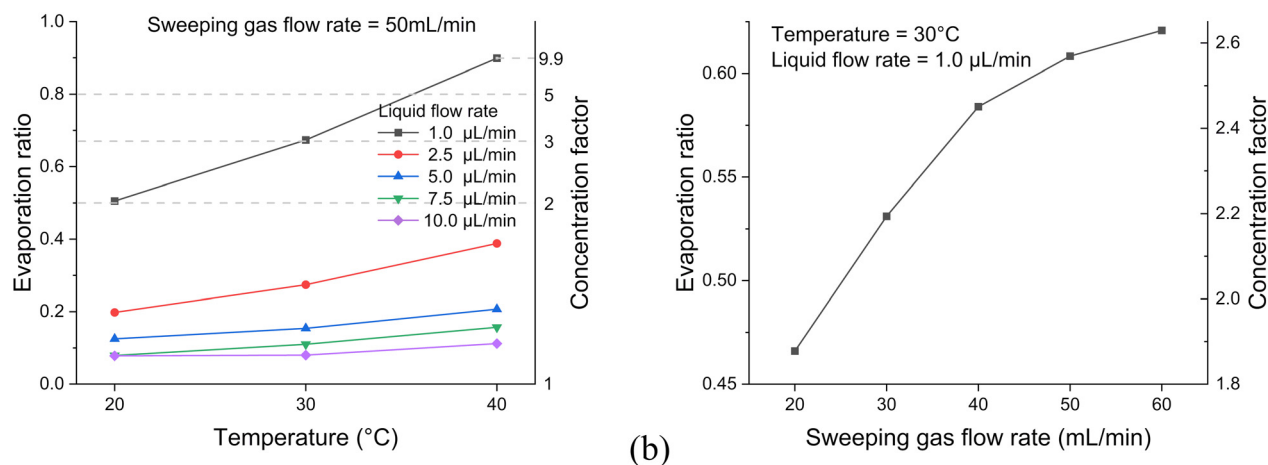 Sweeping gas flow rate = 50mL/min
Evaporation ratio
1.0
0.8
0.6
0.4
0.2
0.0
Liquid flow rate
1.0 µL/min
2.5 µL/min
5.0 µL/min
7.5 µL/min
10.0 µL/min
9.9
5
3
2
1
Concentration factor
20
30
40
Temperature (°C)
(b)
Temperature = 30°C
Liquid flow rate = 1.0 µL/min
Evaporation ratio
0.60
0.55
0.50
0.45
2.6
2.4
2.2
2.0
1.8
Concentration factor
20
30
40
50
60
Sweeping gas flow rate (mL/min)